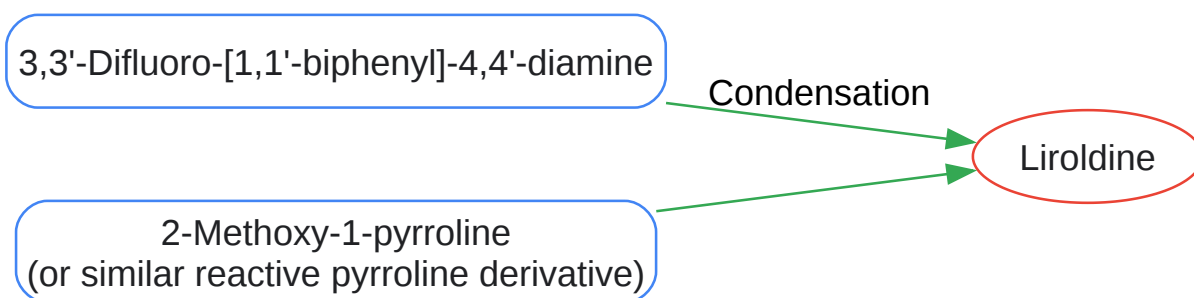 3,3'-Difluoro-[1,1'-biphenyl]-4,4'-diamine
Condensation
Liroldine
2-Methoxy-1-pyrroline
(or similar reactive pyrroline derivative)